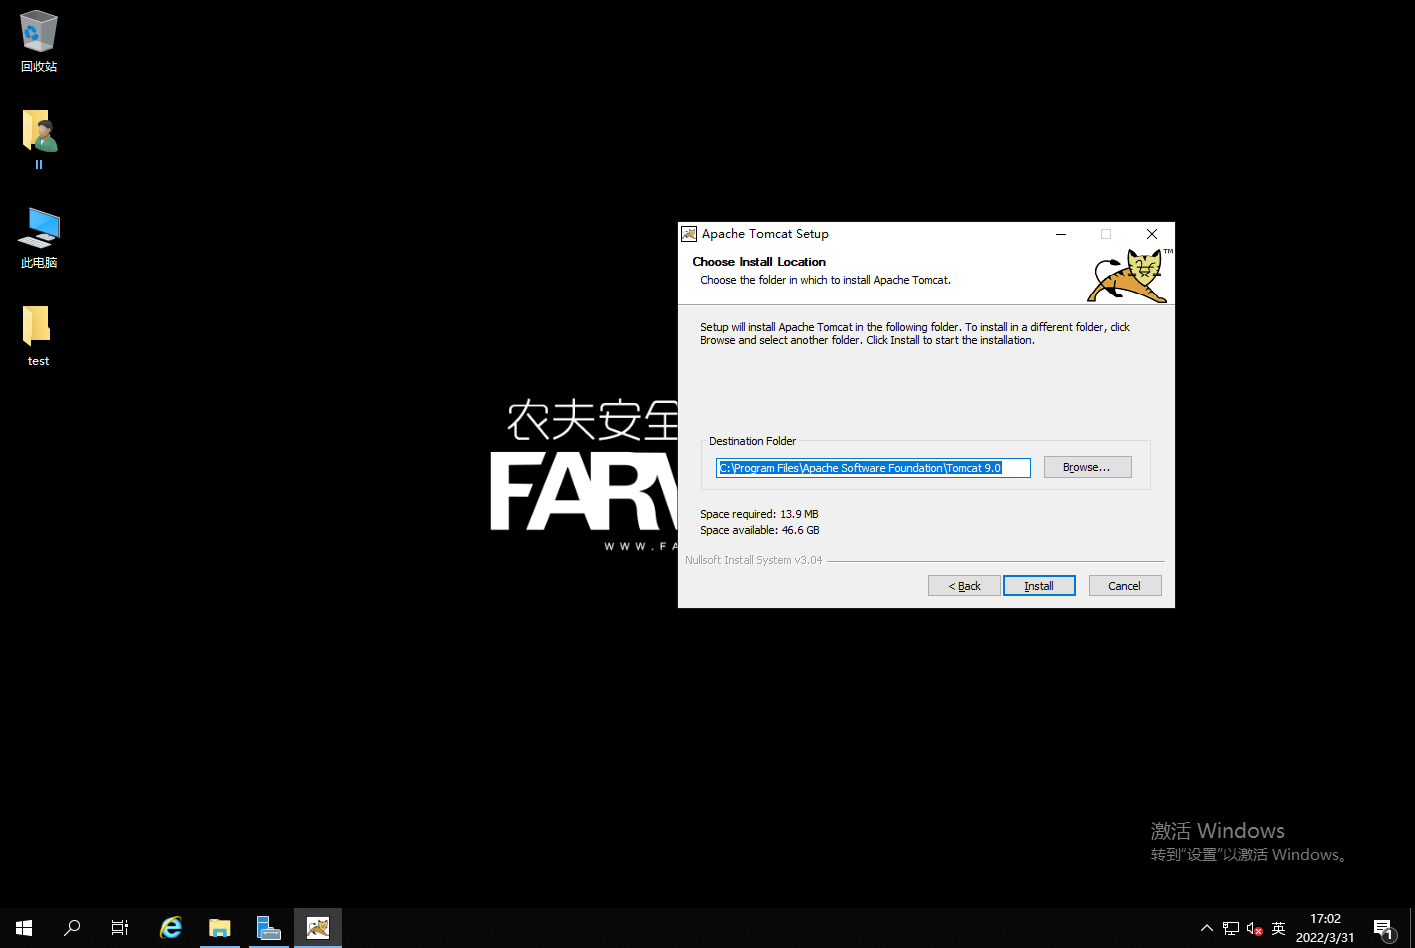 回收站
ll
此电脑
test
Apache Tomcat Setup
Choose Install Location
Choose the folder in which to install Apache Tomcat.
TM
Setup will install Apache Tomcat in the following folder. To install in a different folder, click
Browse and select another folder. Click Install to start the installation.
Destination Folder
C:\Program Files\Apache Software Foundation\Tomcat 9.0
Browse...
Space required: 13.9 MB
Space available: 46.6 GB
Nullsoft Install System v3.04
< Back
Install
Cancel
农夫安全
FARV
WWW.FA
激活 Windows
转到“设置”以激活 Windows。
英
17:02
2022/3/31
1